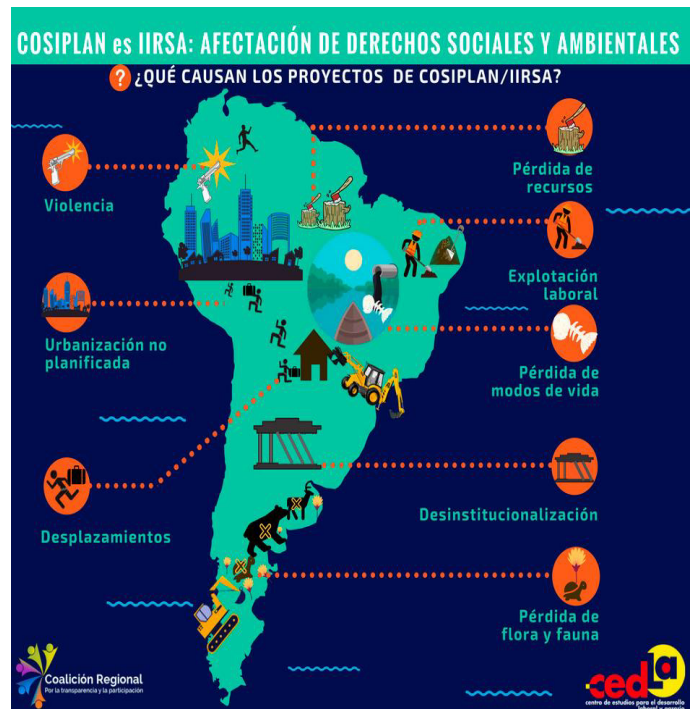 COSIPLAN es IIRSA: AFECTACIÓN DE DERECHOS SOCIALES Y AMBIENTALES
? ¿QUÉ CAUSAN LOS PROYECTOS DE COSIPLAN/IIRSA?
Violencia
Urbanización no
planificada
Desplazamientos
Pérdida de
recursos
Explotación
laboral
Pérdida de
modos de vida
Desinstitucionalización
Pérdida de
flora y fauna
Coalición Regional
Por la transparencia y la participación
cedla
centro de estudios para el desarrollo
laboral y agrario